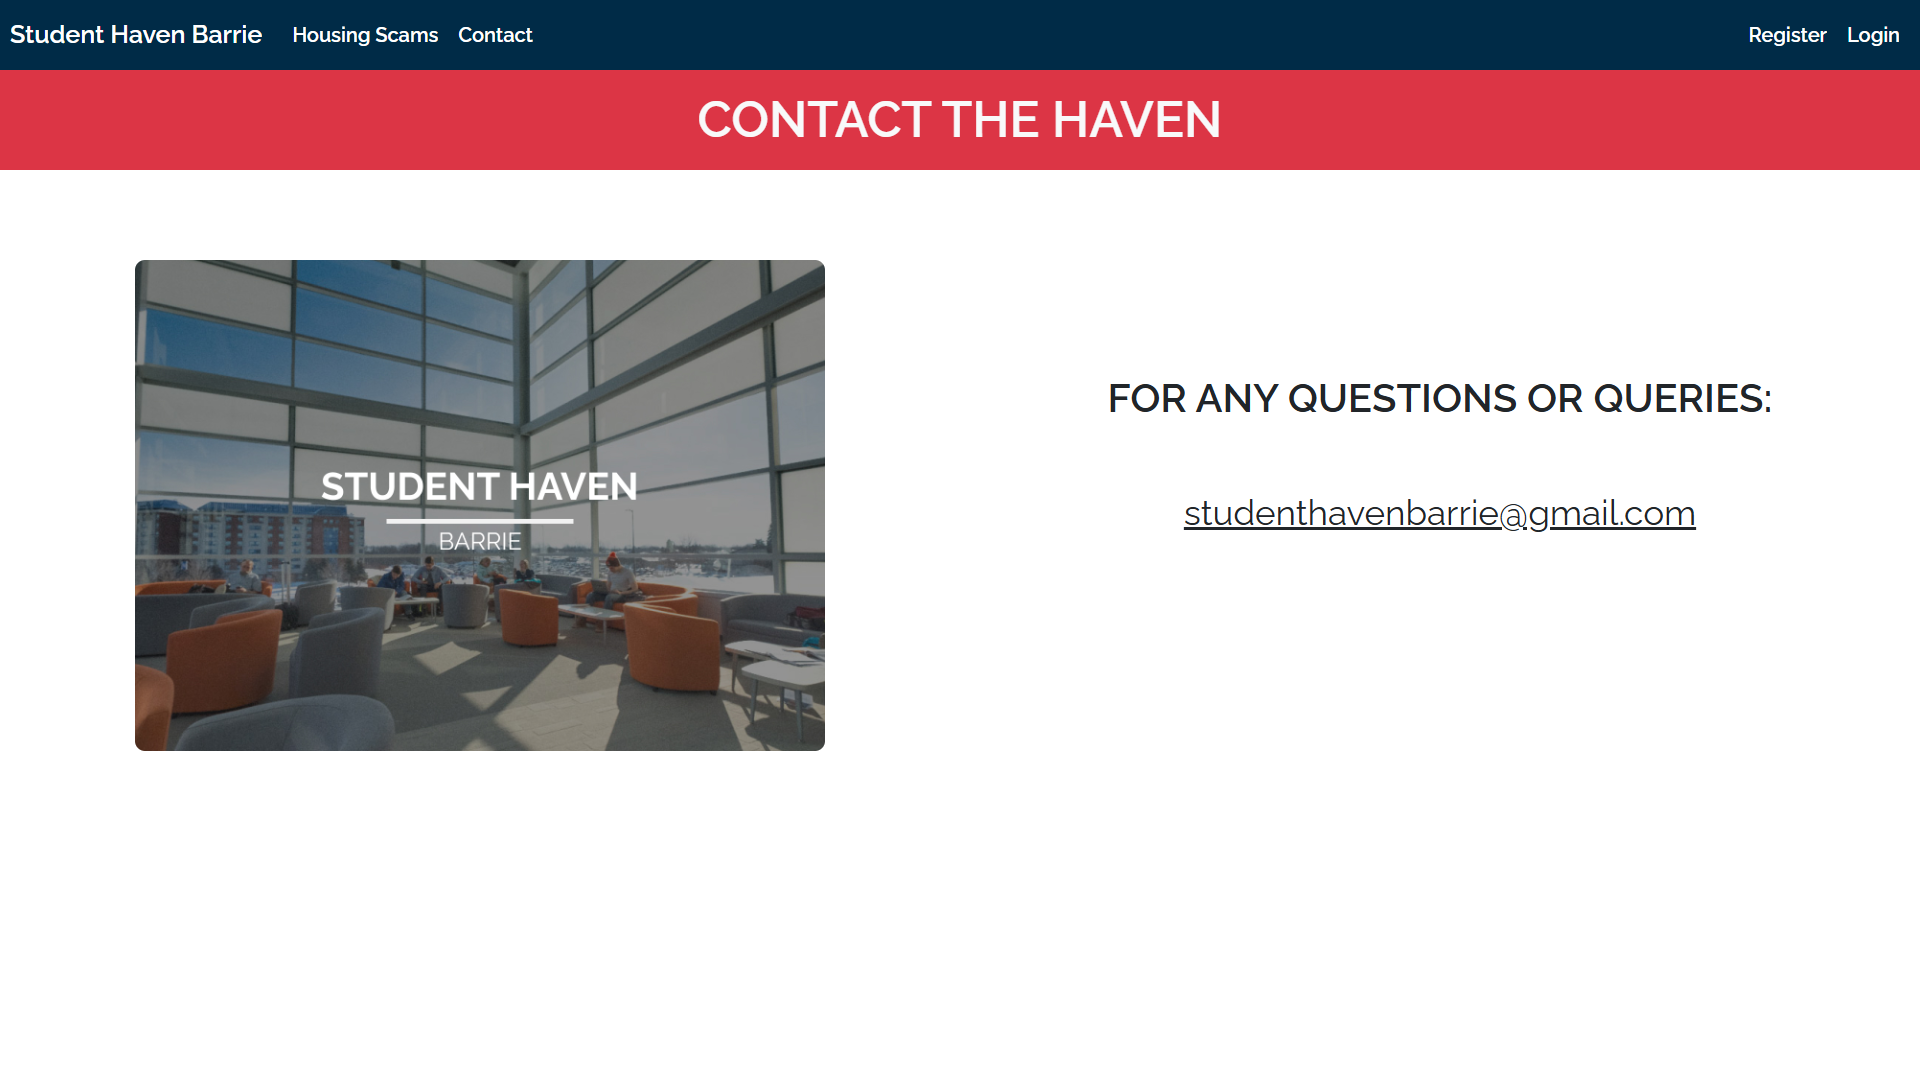 Student Haven Barrie Housing Scams Contact Register Login
CONTACT THE HAVEN
STUDENT HAVEN
BARRIE
FOR ANY QUESTIONS OR QUERIES:
studenthavenbarrie@gmail.com